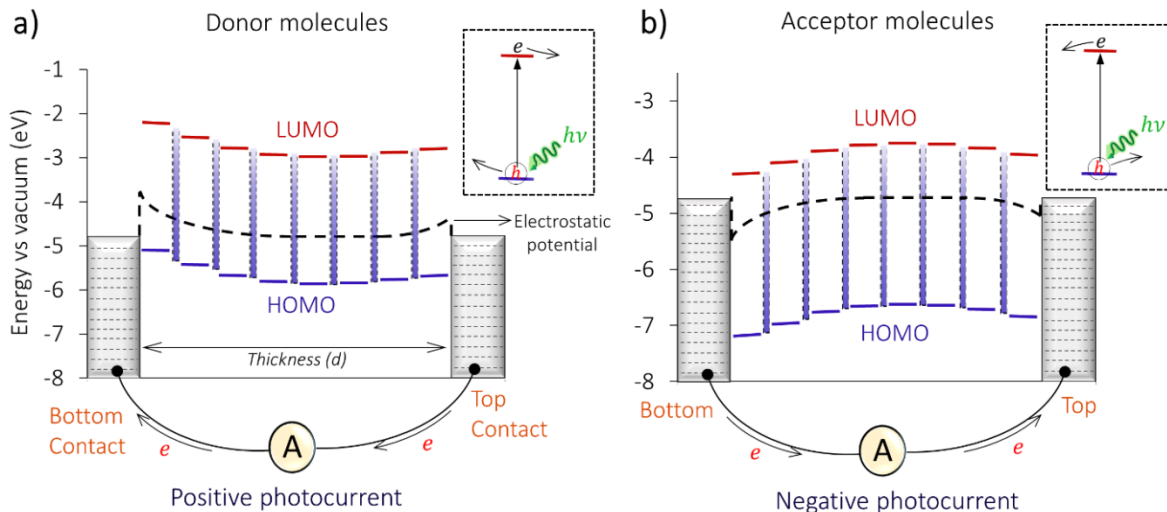 a)
Donor molecules
Energy vs vacuum (eV)
-1
-2
-3
-4
-5
-6
-7
-8
LUMO
HOMO
e
hν
h
Electrostatic
potential
Thickness (d)
Bottom
Contact
Top
Contact
e
A
e
Positive photocurrent
b)
Acceptor molecules
-3
-4
-5
-6
-7
-8
LUMO
HOMO
e
hν
h
Bottom
Top
e
A
e
Negative photocurrent